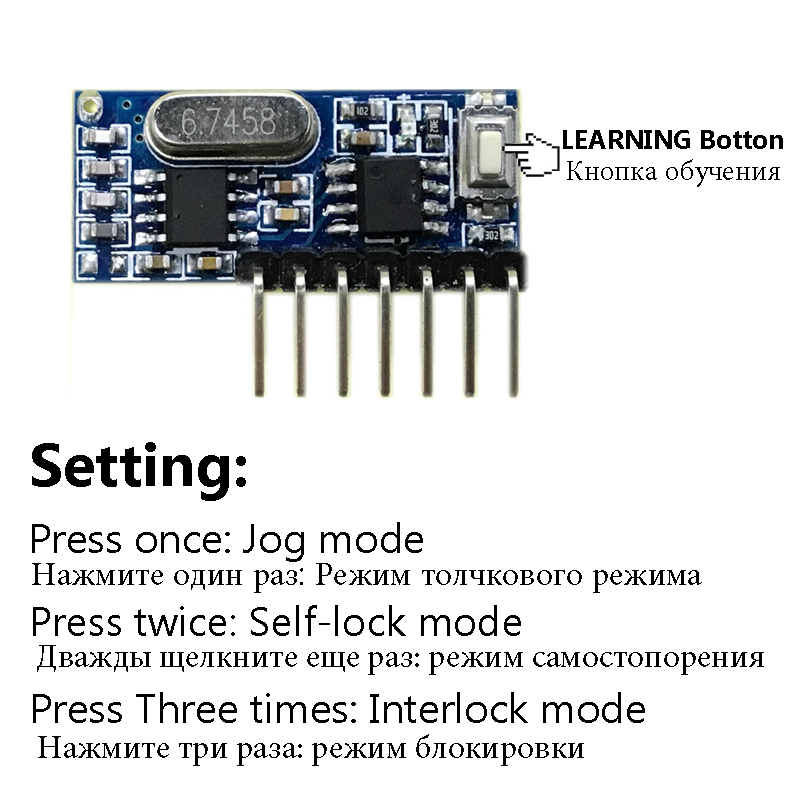 6.7458
102
302
LEARNING Botton
Кнопка обучения
302
Setting:
Press once: Jog mode
Нажмите один раз: Режим толчкового режима
Press twice: Self-lock mode
Дважды щелкните еще раз: режим самостопорения
Press Three times: Interlock mode
Нажмите три раза: режим блокировки